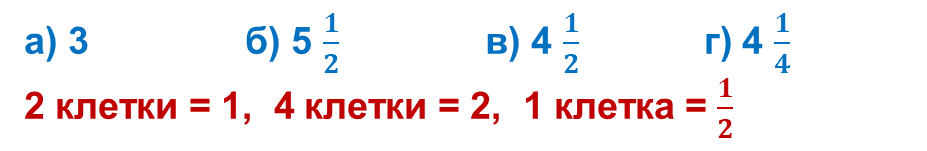 а) 3 б) 5 1/2 в) 4 1/2 г) 4 1/4
2 клетки = 1, 4 клетки = 2, 1 клетка = 1/2